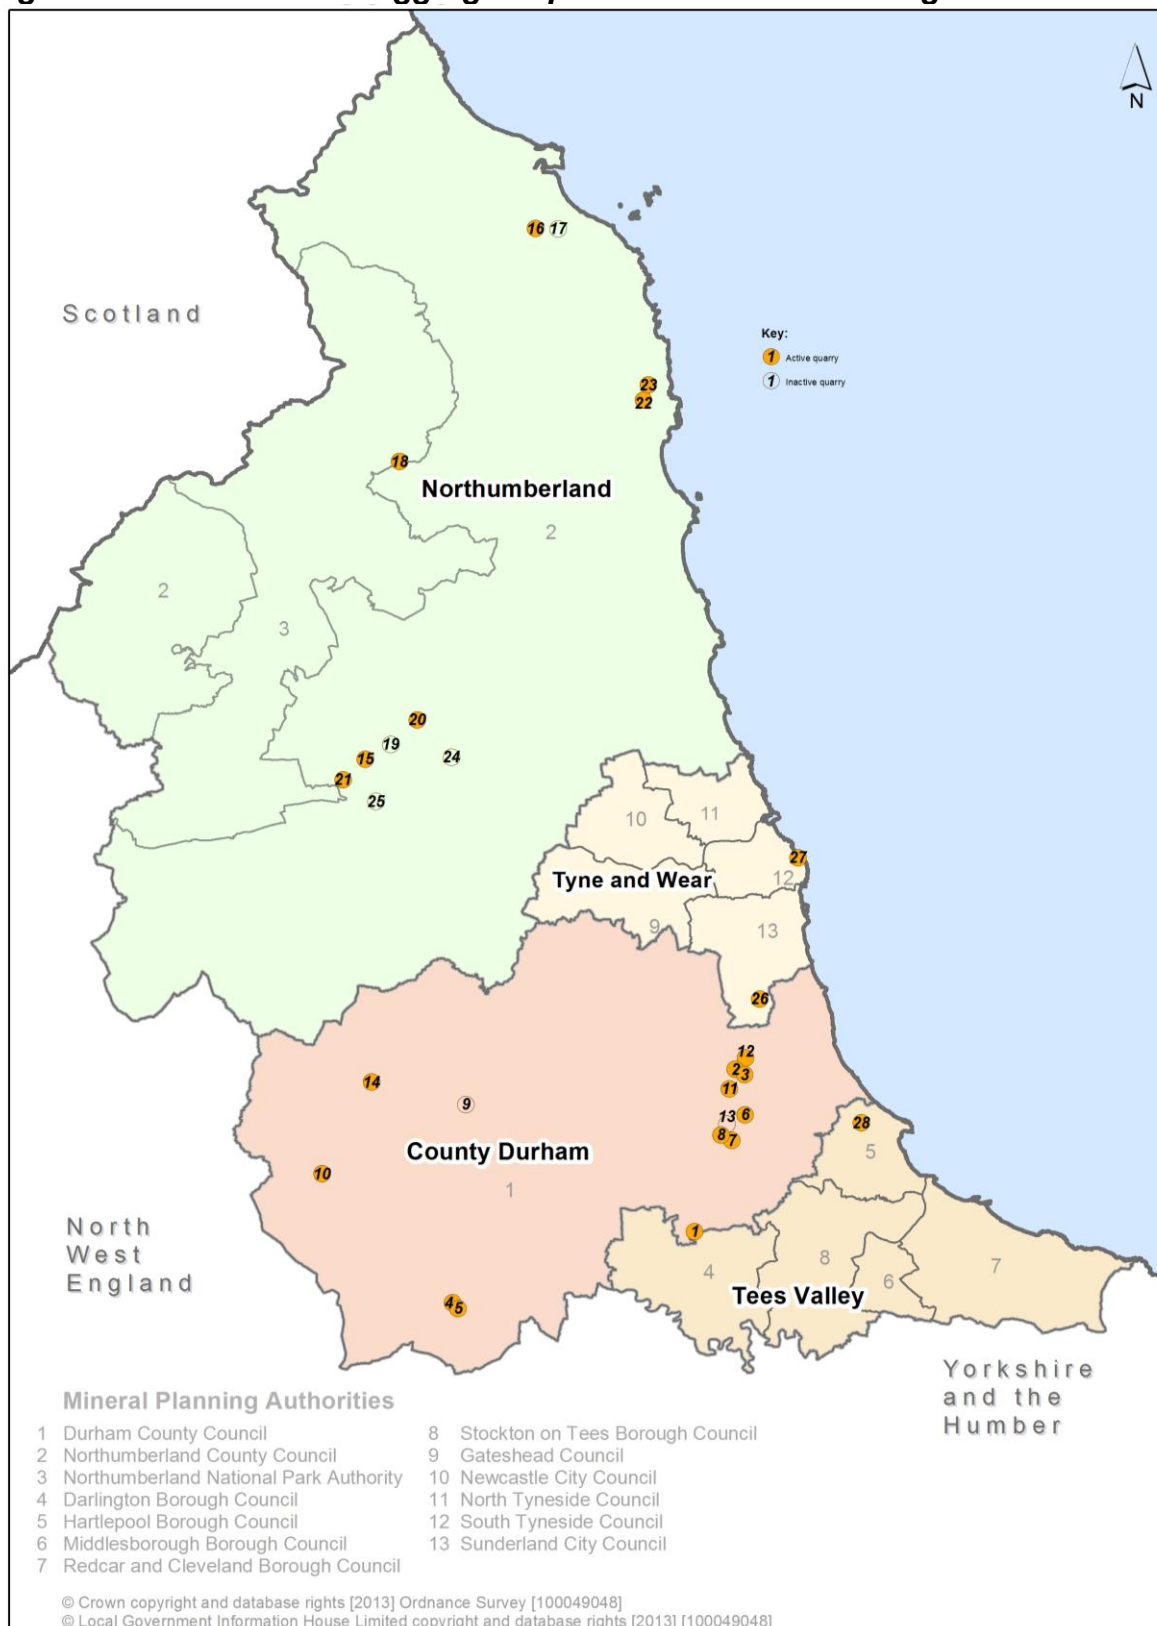 N
Scotland
Key:
1 Active quarry
1 Inactive quarry
16 17
23
22
18
Northumberland
2
2
3
20
19
24
15
21
25
10
11
27
Tyne and Wear
12
9
13
26
12
2
3
14
11
9
13 6
28
8 7
County Durham
5
10
1
North
West
England
1
4
8
6
7
Tees Valley
4 5
Yorkshire
and the
Humber
Mineral Planning Authorities
1 Durham County Council
2 Northumberland County Council
3 Northumberland National Park Authority
4 Darlington Borough Council
5 Hartlepool Borough Council
6 Middlesborough Borough Council
7 Redcar and Cleveland Borough Council
8 Stockton on Tees Borough Council
9 Gateshead Council
10 Newcastle City Council
11 North Tyneside Council
12 South Tyneside Council
13 Sunderland City Council
© Crown copyright and database rights [2013] Ordnance Survey [100049048]
© Local Government Information House Limited copyright and database rights [2013] [100049048]